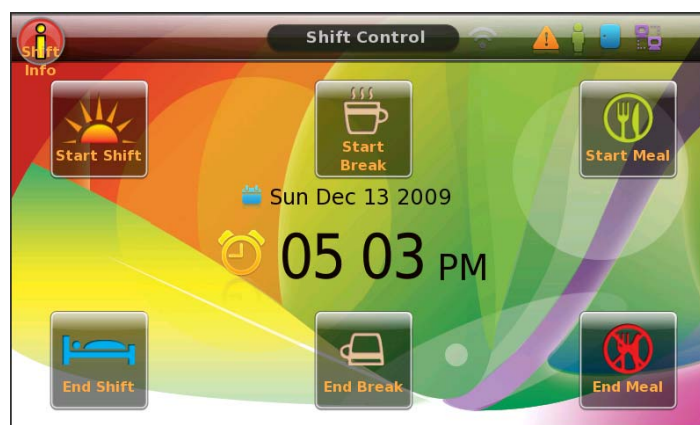 Shift Control
Shift
Info
Start Shift
Start
Break
Start Meal
Sun Dec 13 2009
05 03 PM
End Shift
End Break
End Meal